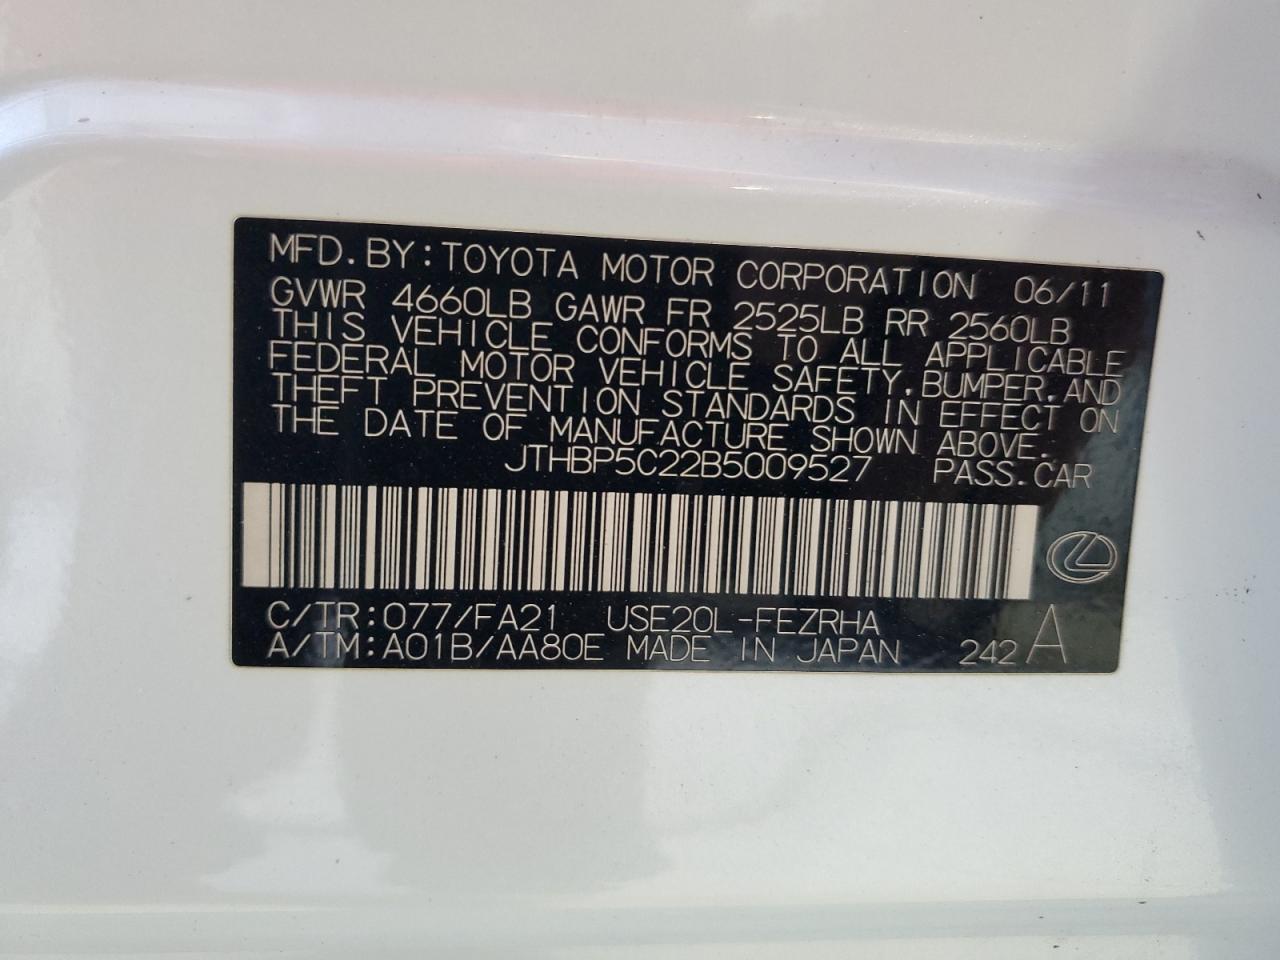 MFD.BY:TOYOTA MOTOR CORPORATION 06/11
GVWR 4660LB GAWR FR 2525LB RR 2560LB
THIS VEHICLE CONFORMS TO ALL APPLICABLE
FEDERAL MOTOR VEHICLE SAFETY,BUMPER,AND
THEFT PREVENTION STANDARDS IN EFFECT ON
THE DATE OF MANUFACTURE SHOWN ABOVE.
JTHBP5C22B5009527 PASS.CAR
C/TR:077/FA21 USE20L-FEZRHA
A/TM:A01B/AA80E MADE IN JAPAN 242 A